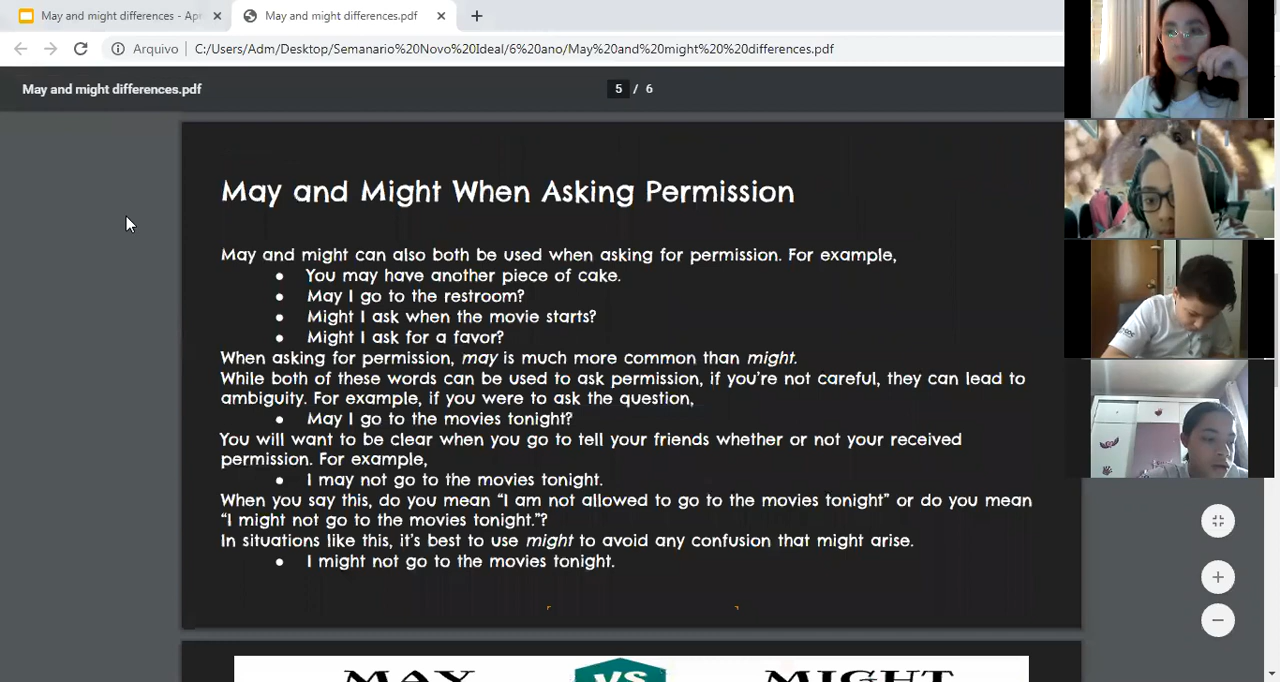 May and might differences - Apr
May and might differences.pdf
Arquivo
C:/Users/Adm/Desktop/Semanario%20Novo%20Ideal/6%20ano/May%20and%20might%20%20differences.pdf
May and might differences.pdf
5 / 6
May and Might When Asking Permission
May and might can also both be used when asking for permission. For example,
● You may have another piece of cake.
● May I go to the restroom?
● Might I ask when the movie starts?
● Might I ask for a favor?
When asking for permission, may is much more common than might.
While both of these words can be used to ask permission, if you're not careful, they can lead to
ambiguity. For example, if you were to ask the question,
● May I go to the movies tonight?
You will want to be clear when you go to tell your friends whether or not your received
permission. For example,
● I may not go to the movies tonight.
When you say this, do you mean “I am not allowed to go to the movies tonight” or do you mean
“I might not go to the movies tonight.”?
In situations like this, it's best to use might to avoid any confusion that might arise.
● I might not go to the movies tonight.
MAY VS MIGHT